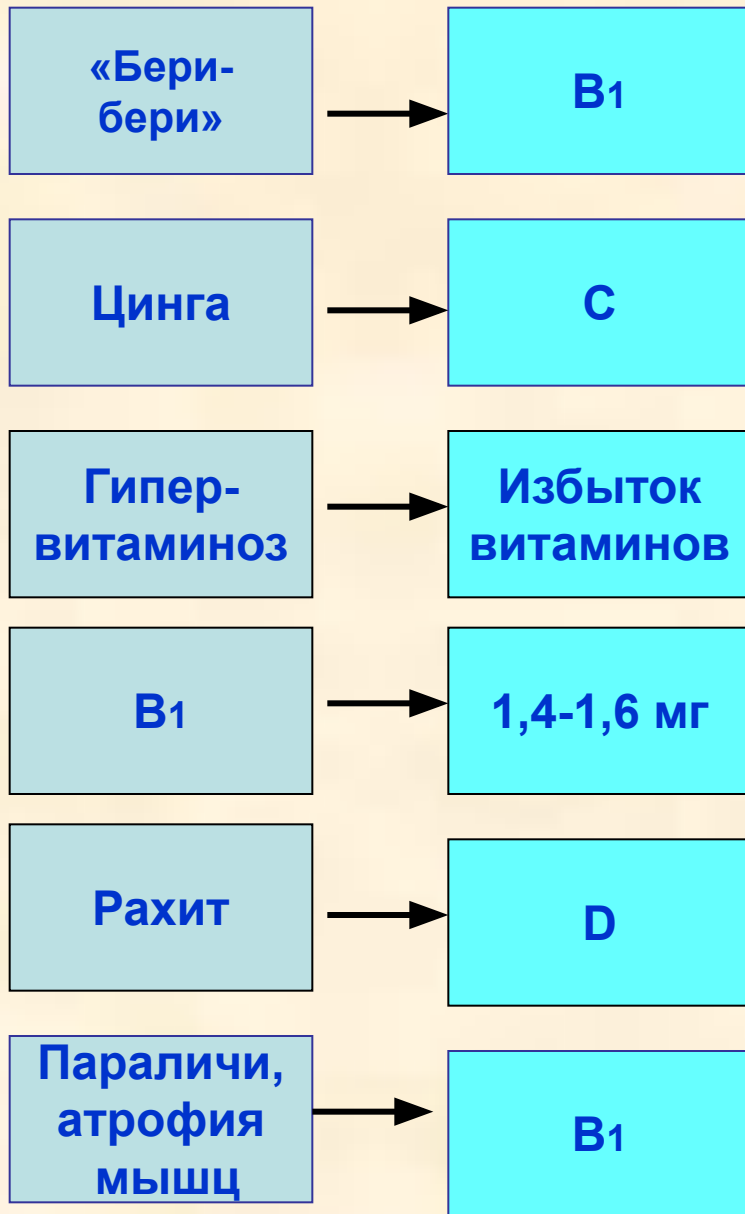 «Бери-
бери»
B1
Цинга
C
Гипер-
витаминоз
Избыток
витаминов
B1
1,4-1,6 мг
Рахит
D
Параличи,
атрофия
мышц
B1